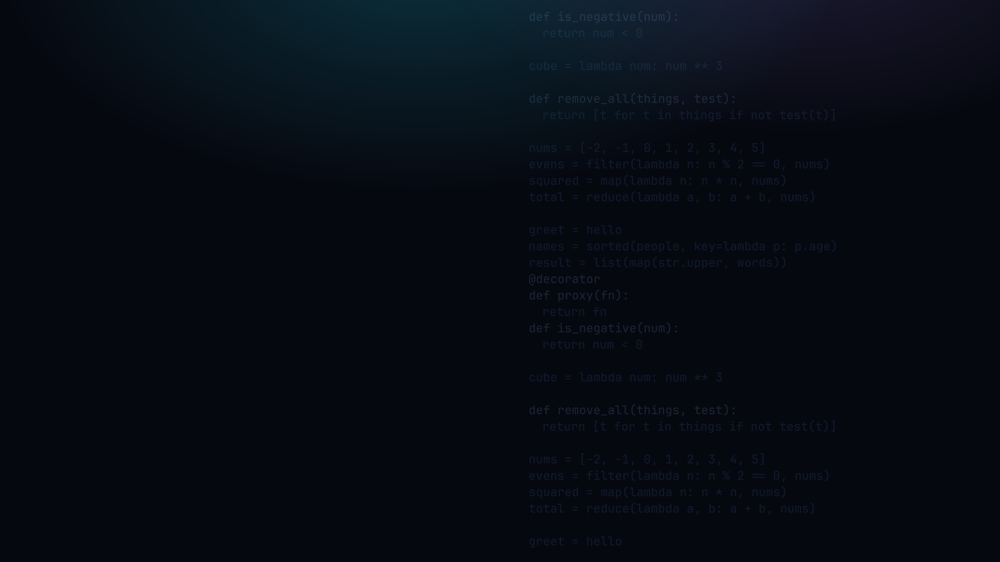 def is_negative(num):
return num < 0
cube = lambda num: num ** 3
def remove_all(things, test):
return [t for t in things if not test(t)]
nums = [-2, -1, 0, 1, 2, 3, 4, 5]
evens = filter(lambda n: n % 2 == 0, nums)
squared = map(lambda n: n * n, nums)
total = reduce(lambda a, b: a + b, nums)
greet = hello
names = sorted(people, key=lambda p: p.age)
result = list(map(str.upper, words))
@decorator
def proxy(fn):
return fn
def is_negative(num):
return num < 0
cube = lambda num: num ** 3
def remove_all(things, test):
return [t for t in things if not test(t)]
nums = [-2, -1, 0, 1, 2, 3, 4, 5]
evens = filter(lambda n: n % 2 == 0, nums)
squared = map(lambda n: n * n, nums)
total = reduce(lambda a, b: a + b, nums)
greet = hello